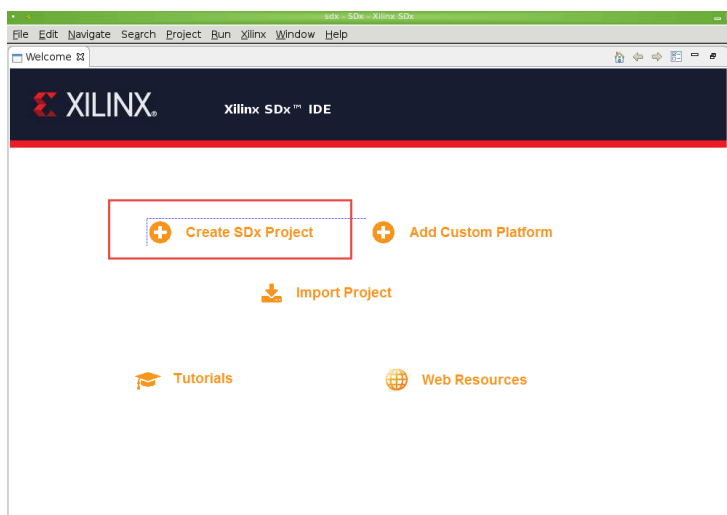 sdx - SDx - Xilinx SDx
File Edit Navigate Search Project Run Xilinx Window Help
Welcome
XILINX® Xilinx SDx™ IDE
Create SDx Project Add Custom Platform
Import Project
Tutorials Web Resources